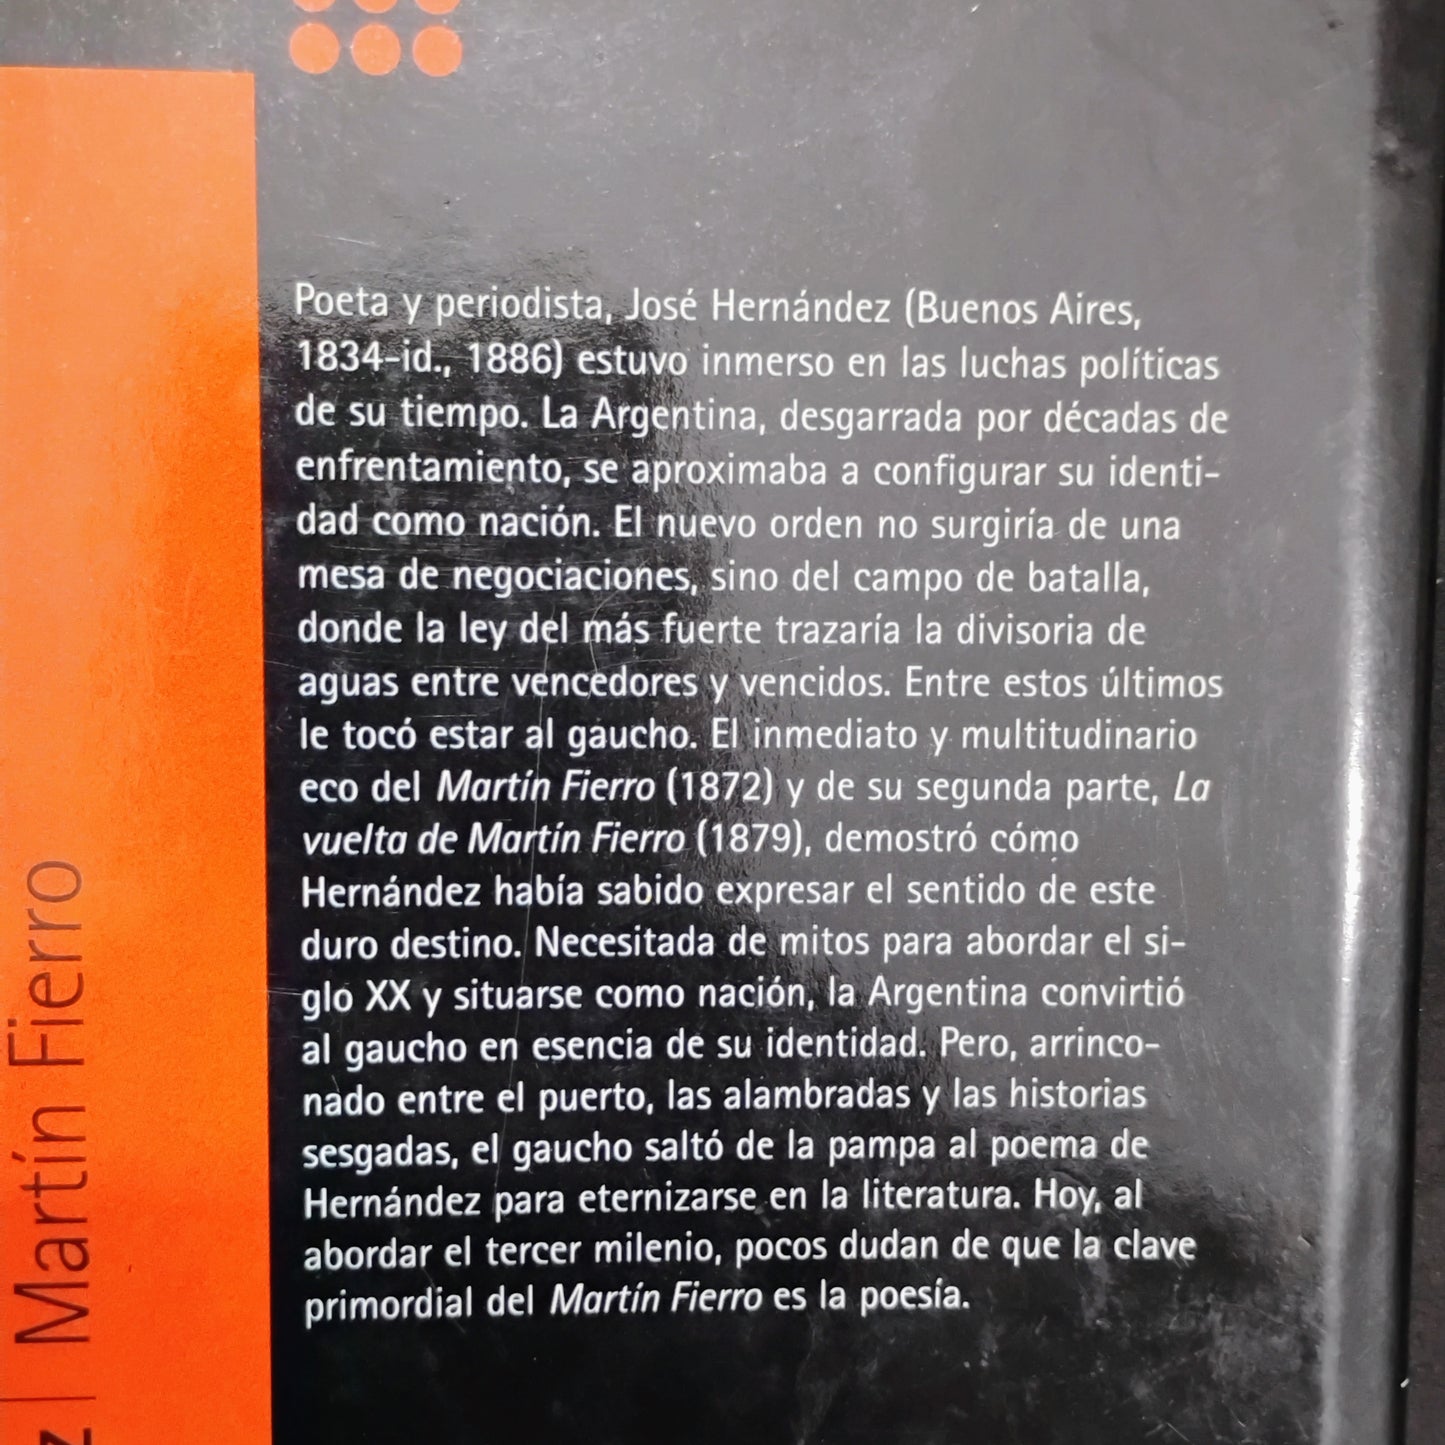 Poeta y periodista, José Hernández (Buenos Aires,
1834-id., 1886) estuvo inmerso en las luchas políticas
de su tiempo. La Argentina, desgarrada por décadas de
enfrentamiento, se aproximaba a configurar su identi-
dad como nación. El nuevo orden no surgiría de una
mesa de negociaciones, sino del campo de batalla,
donde la ley del más fuerte trazaría la divisoria de
aguas entre vencedores y vencidos. Entre estos últimos
le tocó estar al gaucho. El inmediato y multitudinario
eco del Martín Fierro (1872) y de su segunda parte, La
vuelta de Martín Fierro (1879), demostró cómo
Hernández había sabido expresar el sentido de este
duro destino. Necesitada de mitos para abordar el si-
glo XX y situarse como nación, la Argentina convirtió
al gaucho en esencia de su identidad. Pero, arrinco-
nado entre el puerto, las alambradas y las historias
sesgadas, el gaucho saltó de la pampa al poema de
Hernández para eternizarse en la literatura. Hoy, al
abordar el tercer milenio, pocos dudan de que la clave
primordial del Martín Fierro es la poesía.
z | Martín Fierro